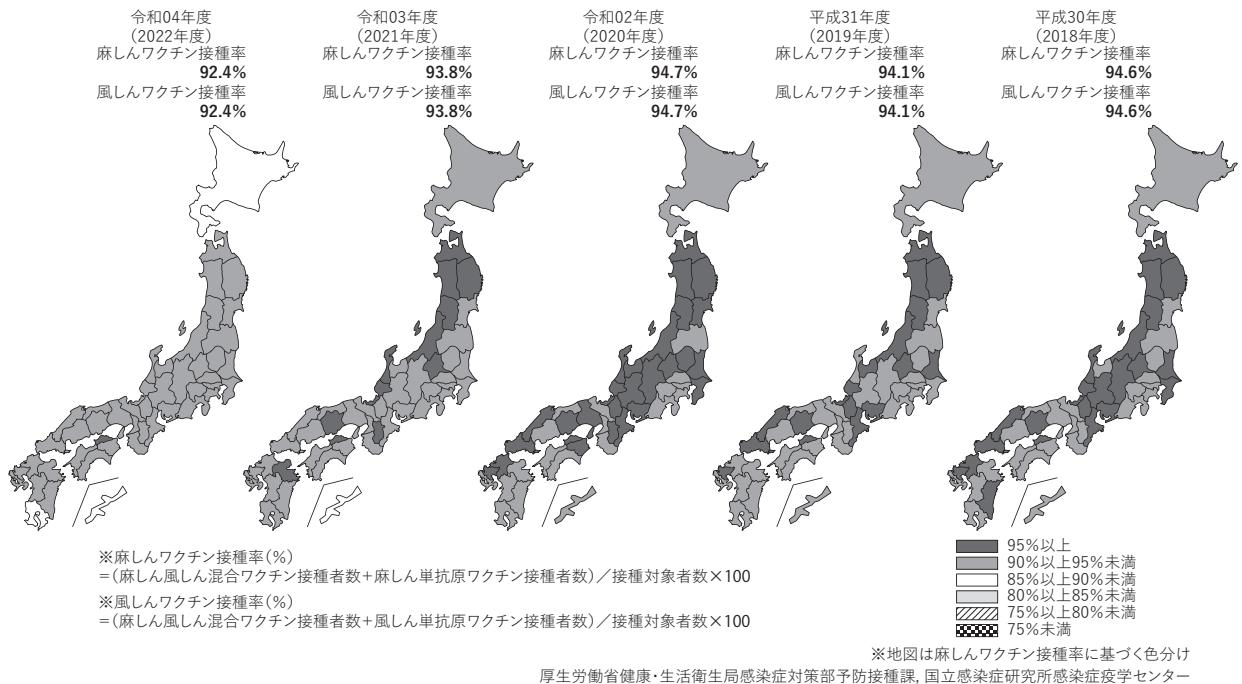 令和04年度
(2022年度)
麻しんワクチン接種率
92.4%
風しんワクチン接種率
92.4%
令和03年度
(2021年度)
麻しんワクチン接種率
93.8%
風しんワクチン接種率
93.8%
令和02年度
(2020年度)
麻しんワクチン接種率
94.7%
風しんワクチン接種率
94.7%
平成31年度
(2019年度)
麻しんワクチン接種率
94.1%
風しんワクチン接種率
94.1%
平成30年度
(2018年度)
麻しんワクチン接種率
94.6%
風しんワクチン接種率
94.6%
※麻しんワクチン接種率(%)
=(麻しん風しん混合ワクチン接種者数+麻しん単抗原ワクチン接種者数)/接種対象者数×100
※風しんワクチン接種率(%)
=(麻しん風しん混合ワクチン接種者数+風しん単抗原ワクチン接種者数)/接種対象者数×100
95%以上
90%以上95%未満
85%以上90%未満
80%以上85%未満
75%以上80%未満
75%未満
※地図は麻しんワクチン接種率に基づく色分け
厚生労働省健康・生活衛生局感染症対策部予防接種課, 国立感染症研究所感染症疫学センター